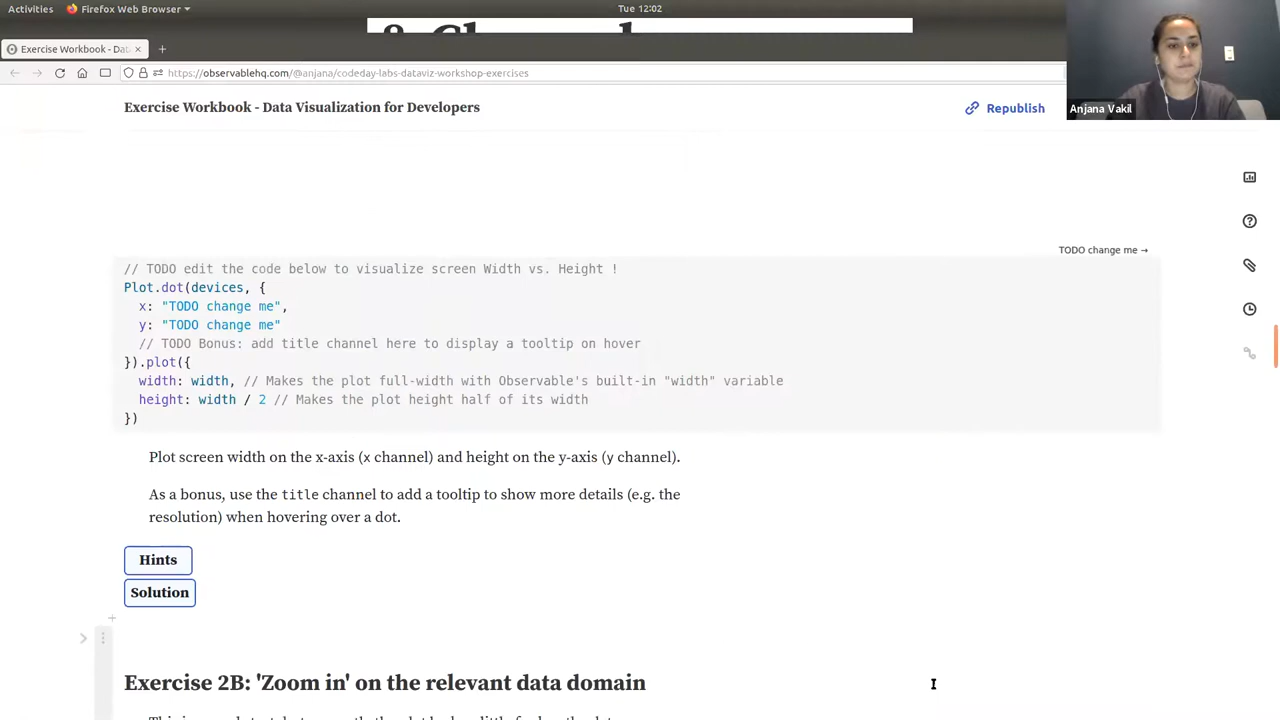 Activities
Firefox Web Browser
Tue 12:02
Exercise Workbook - Dat
https://observablehq.com/@anjana/codeday-labs-dataviz-workshop-exercises
Anjana Vakil
Exercise Workbook - Data Visualization for Developers
Republish
TODO change me →
// TODO edit the code below to visualize screen Width vs. Height !
Plot.dot(devices, {
x: "TODO change me",
y: "TODO change me"
// TODO Bonus: add title channel here to display a tooltip on hover
}).plot({
width: width, // Makes the plot full-width with Observable's built-in "width" variable
height: width / 2 // Makes the plot height half of its width
})
Plot screen width on the x-axis (x channel) and height on the y-axis (y channel).
As a bonus, use the title channel to add a tooltip to show more details (e.g. the
resolution) when hovering over a dot.
Hints
Solution
Exercise 2B: 'Zoom in' on the relevant data domain